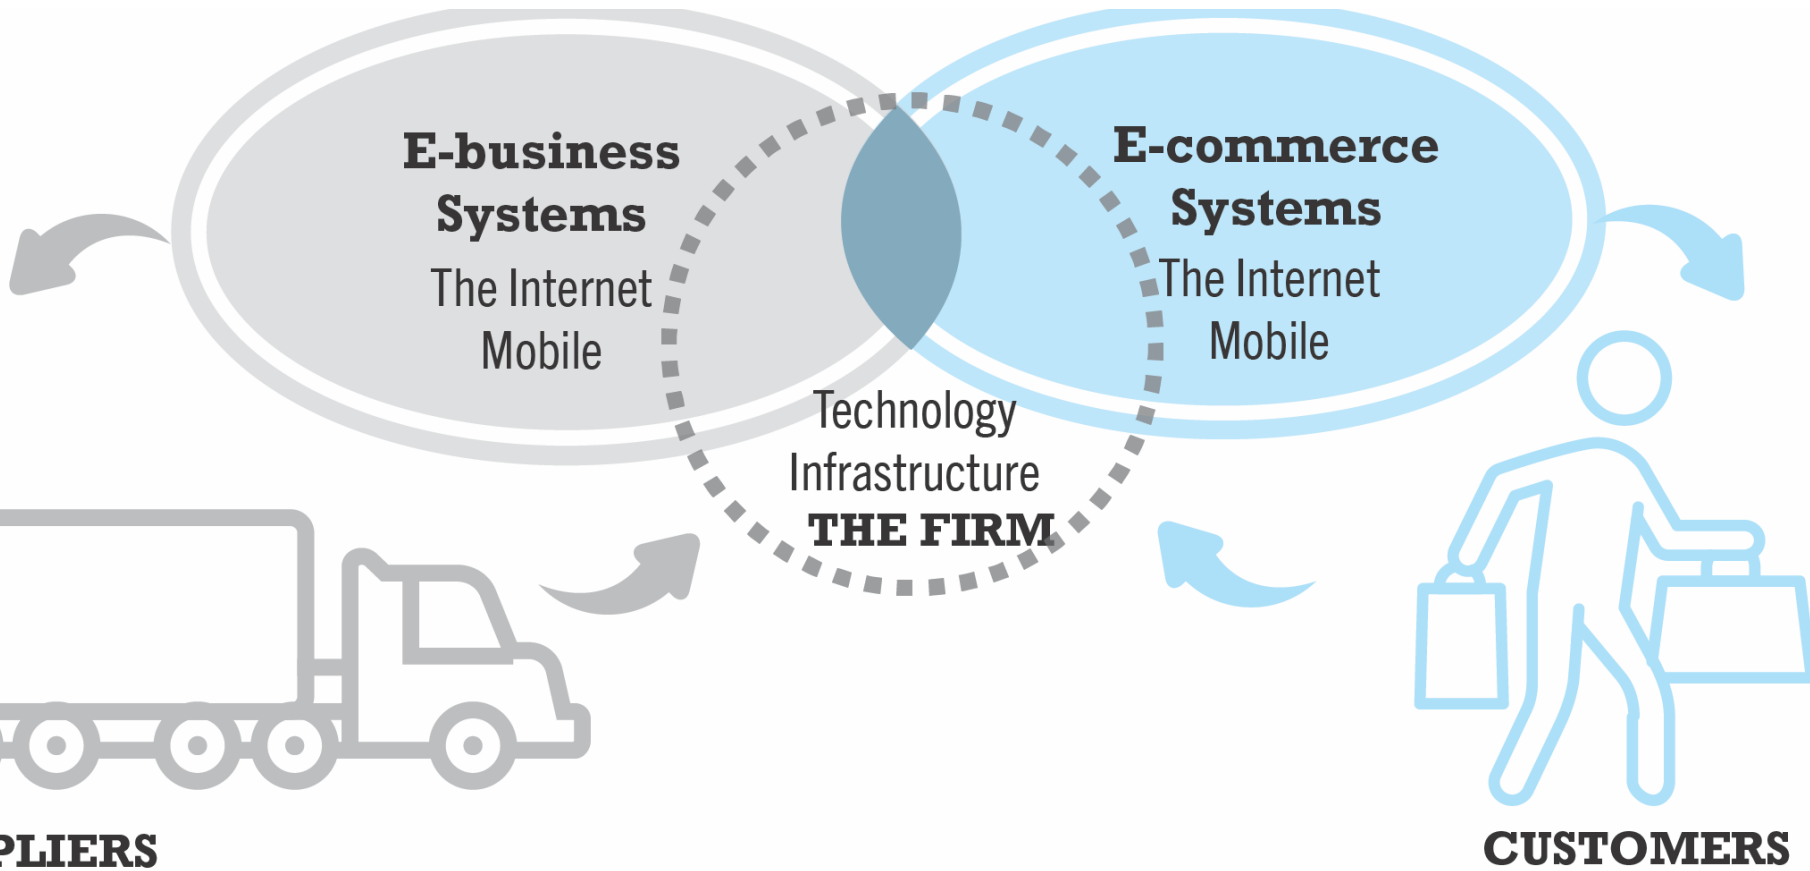 E-business
Systems
The Internet
Mobile
E-commerce
Systems
The Internet
Mobile
Technology
Infrastructure
THE FIRM
PLIERS
CUSTOMERS